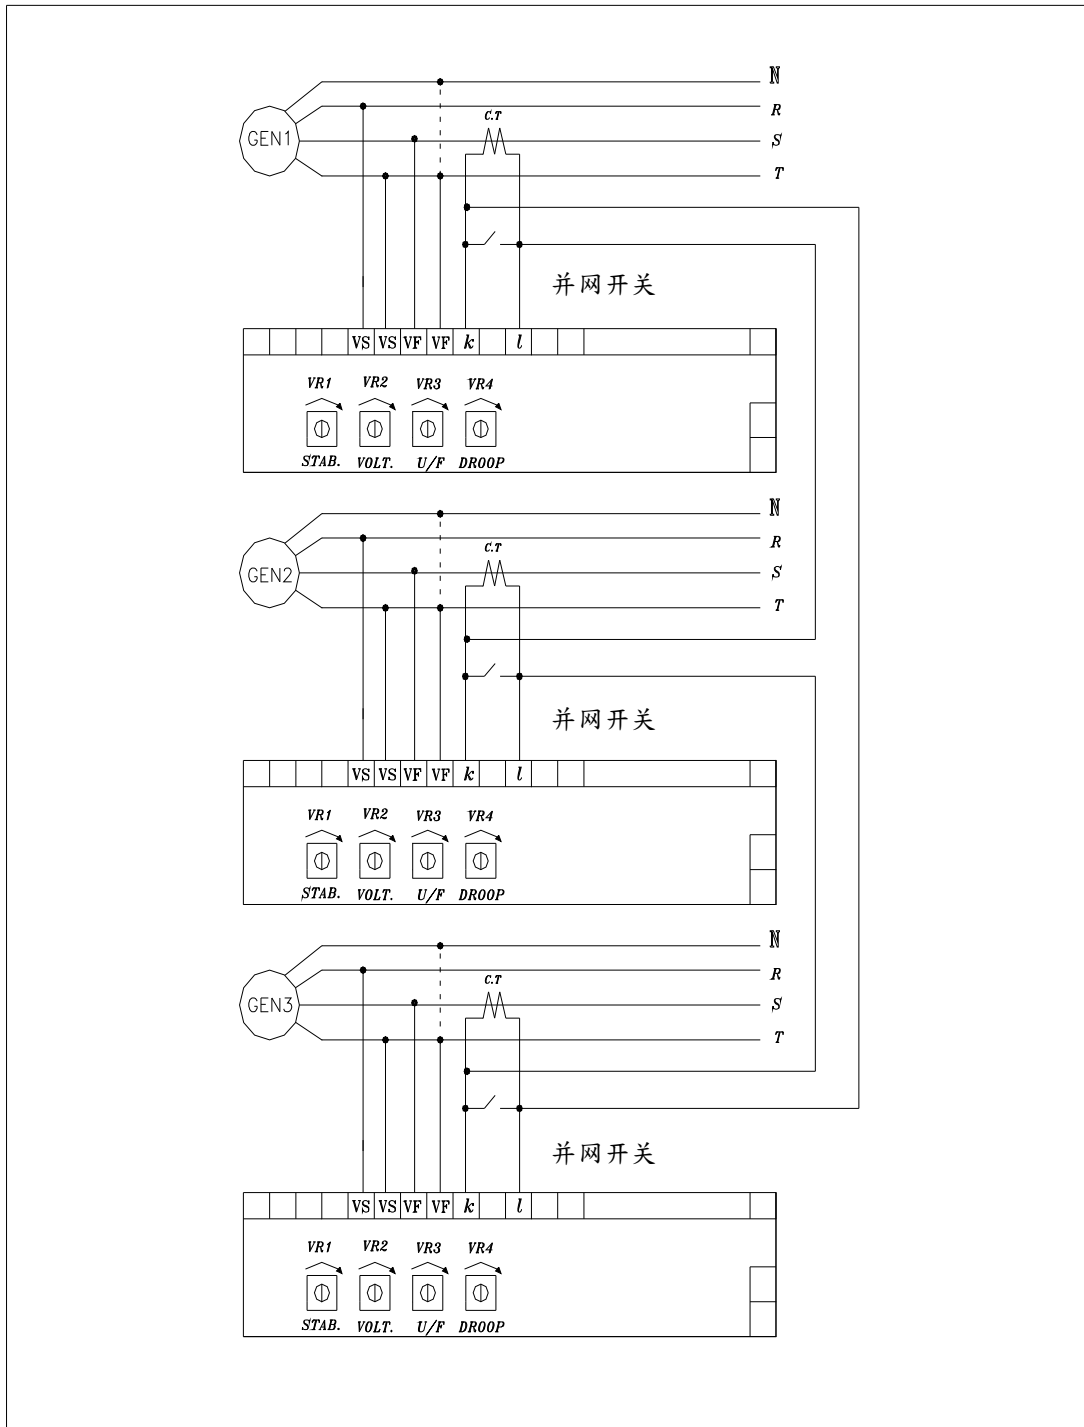 N
R
C.T
GEN1
S
T
并网开关
VS VS VF VF k l
VR1 VR2 VR3 VR4
STAB. VOLT. U/F DROOP
N
R
C.T
GEN2
S
T
并网开关
VS VS VF VF k l
VR1 VR2 VR3 VR4
STAB. VOLT. U/F DROOP
N
R
C.T
GEN3
S
T
并网开关
VS VS VF VF k l
VR1 VR2 VR3 VR4
STAB. VOLT. U/F DROOP